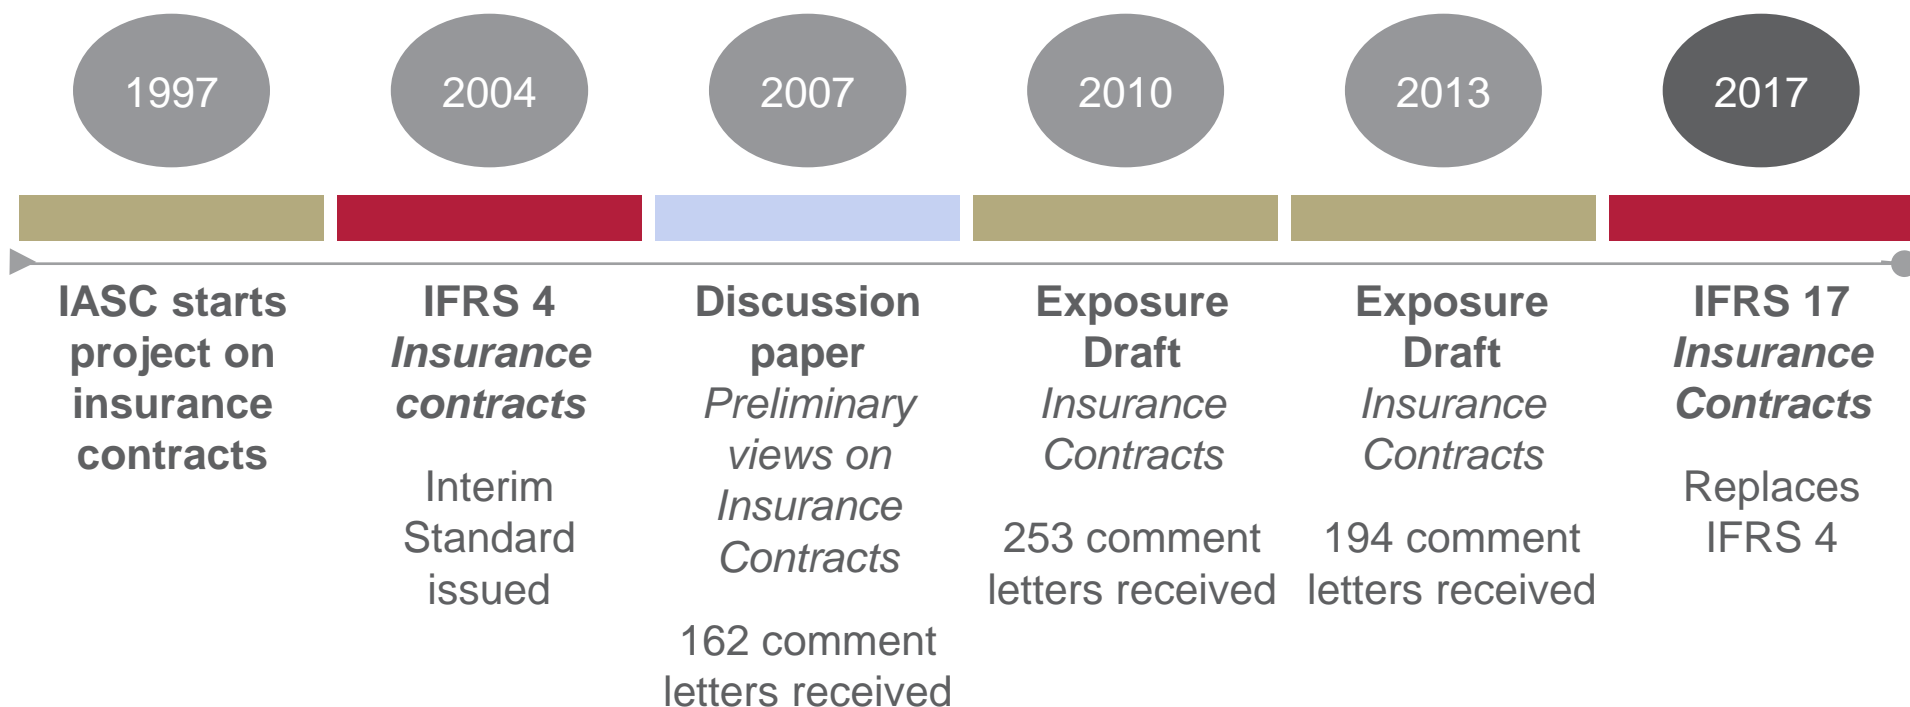 1997
2004
2007
2010
2013
2017
IASC starts
project on
insurance
contracts
IFRS 4
Insurance
contracts
Interim
Standard
issued
Discussion
paper
Preliminary
views on
Insurance
Contracts
162 comment
letters received
Exposure
Draft
Insurance
Contracts
253 comment
letters received
Exposure
Draft
Insurance
Contracts
194 comment
letters received
IFRS 17
Insurance
Contracts
Replaces
IFRS 4